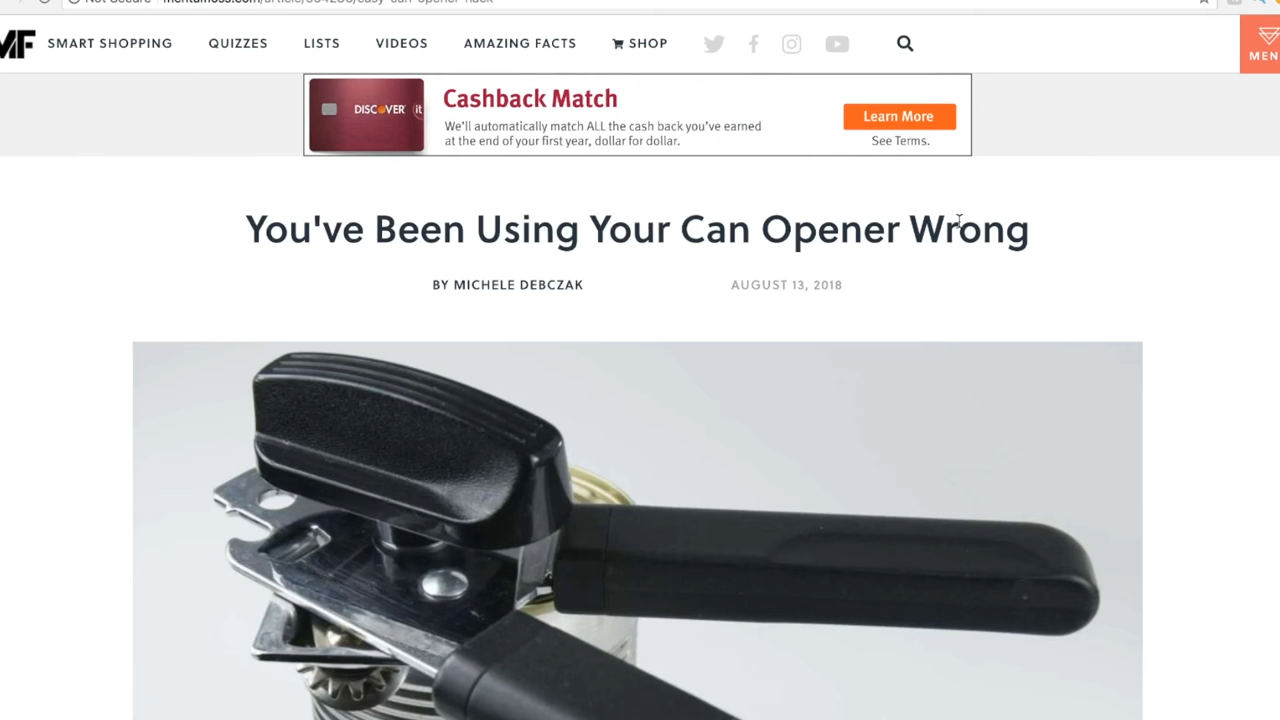 MF SMART SHOPPING QUIZZES LISTS VIDEOS AMAZING FACTS SHOP
MEN
DISCOVER it
Cashback Match
We'll automatically match ALL the cash back you've earned
at the end of your first year, dollar for dollar.
Learn More
See Terms.
You've Been Using Your Can Opener Wrong
BY MICHELE DEBCZAK AUGUST 13, 2018